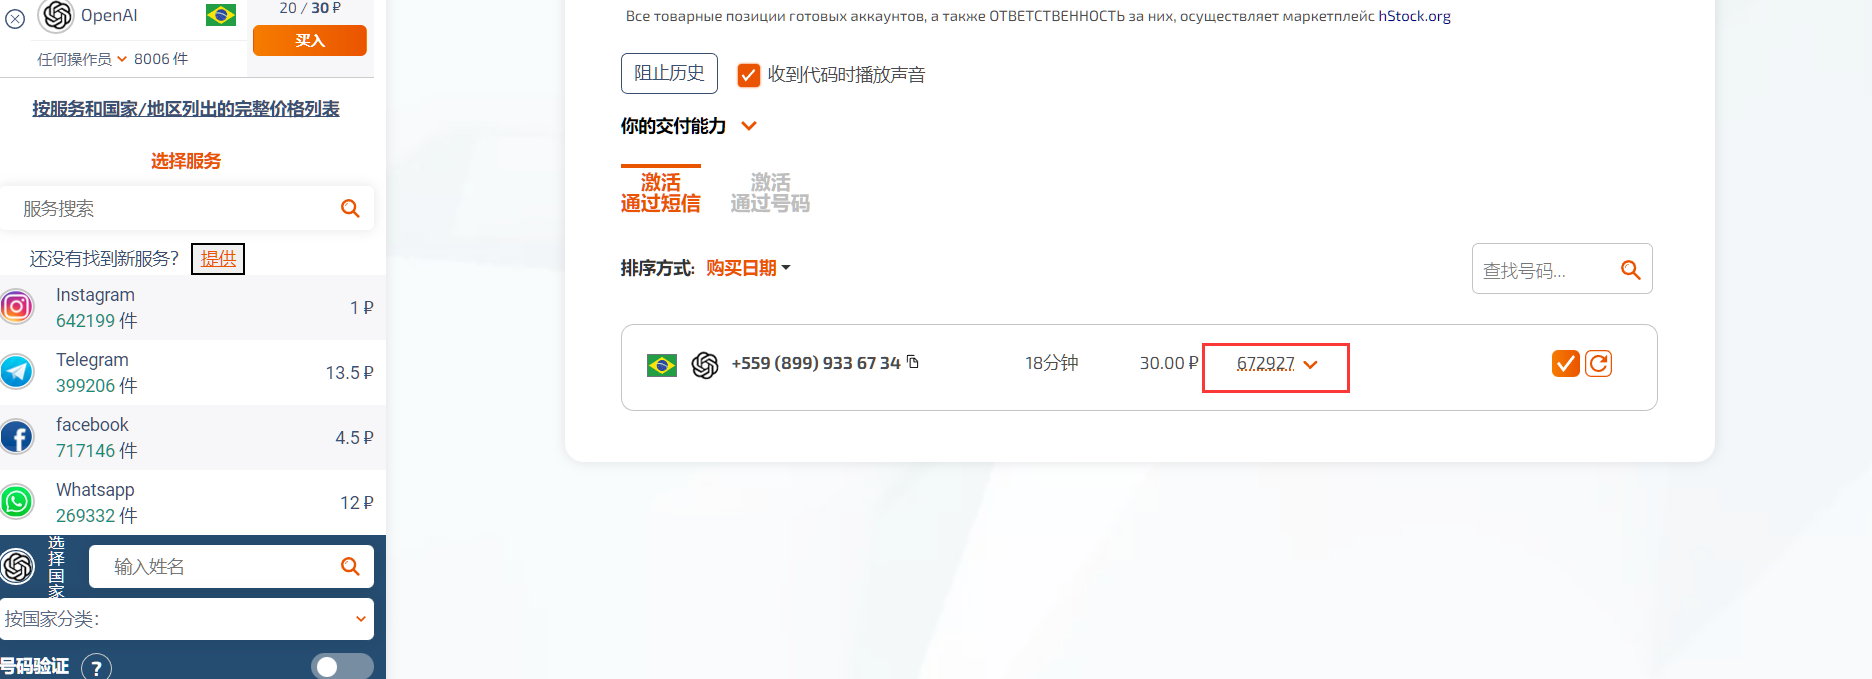 OpenAI
20 / 30 ₽
买入
任何操作员 8006 件
按服务和国家/地区列出的完整价格列表
选择服务
服务搜索
还没有找到新服务? 提供
Instagram
642199 件
1 ₽
Telegram
399206 件
13.5 ₽
facebook
717146 件
4.5 ₽
Whatsapp
269332 件
12 ₽
选择国家
输入姓名
按国家分类:
号码验证 ?
Все товарные позиции готовых аккаунтов, а также ОТВЕТСТВЕННОСТЬ за них, осуществляет маркетплейс hStock.org
阻止历史 收到代码时播放声音
你的交付能力
激活
通过短信
激活
通过号码
排序方式: 购买日期
查找号码...
+559 (899) 933 67 34 18分钟 30.00 ₽ 672927